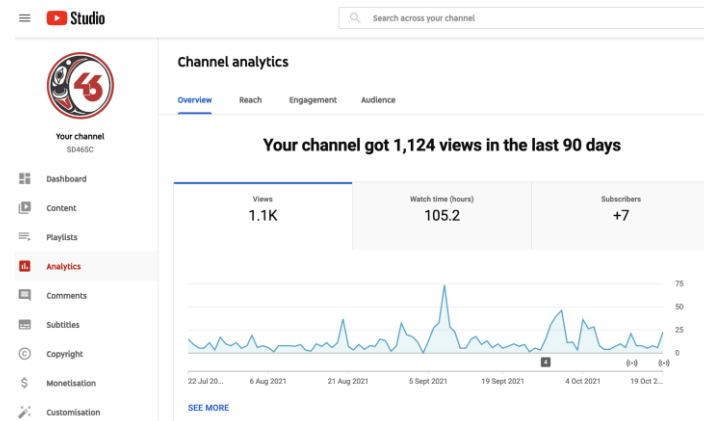 Studio
Search across your channel
46
Your channel
SD46SC
Dashboard
Content
Playlists
Analytics
Comments
Subtitles
Copyright
Monetisation
Customisation
Channel analytics
Overview Reach Engagement Audience
Your channel got 1,124 views in the last 90 days
Views
1.1K
Watch time (hours)
105.2
Subscribers
+7
75
50
25
0
4
22 Jul 20... 6 Aug 2021 21 Aug 2021 5 Sept 2021 19 Sept 2021 4 Oct 2021 19 Oct 2...
SEE MORE